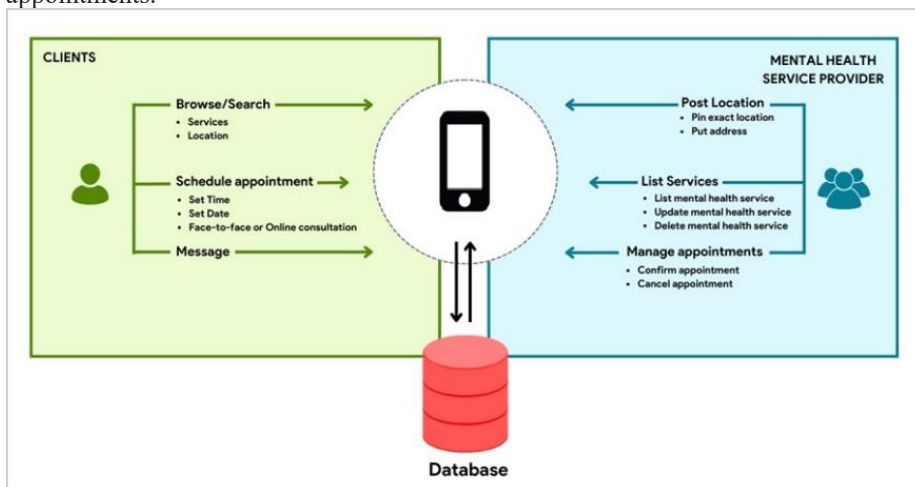 appointments.
CLIENTS
Browse/Search
• Services
• Location
Schedule appointment
• Set Time
• Set Date
• Face-to-face or Online consultation
Message
MENTAL HEALTH
SERVICE PROVIDER
Post Location
• Pin exact location
• Put address
List Services
• List mental health service
• Update mental health service
• Delete mental health service
Manage appointments
• Confirm appointment
• Cancel appointment
Database